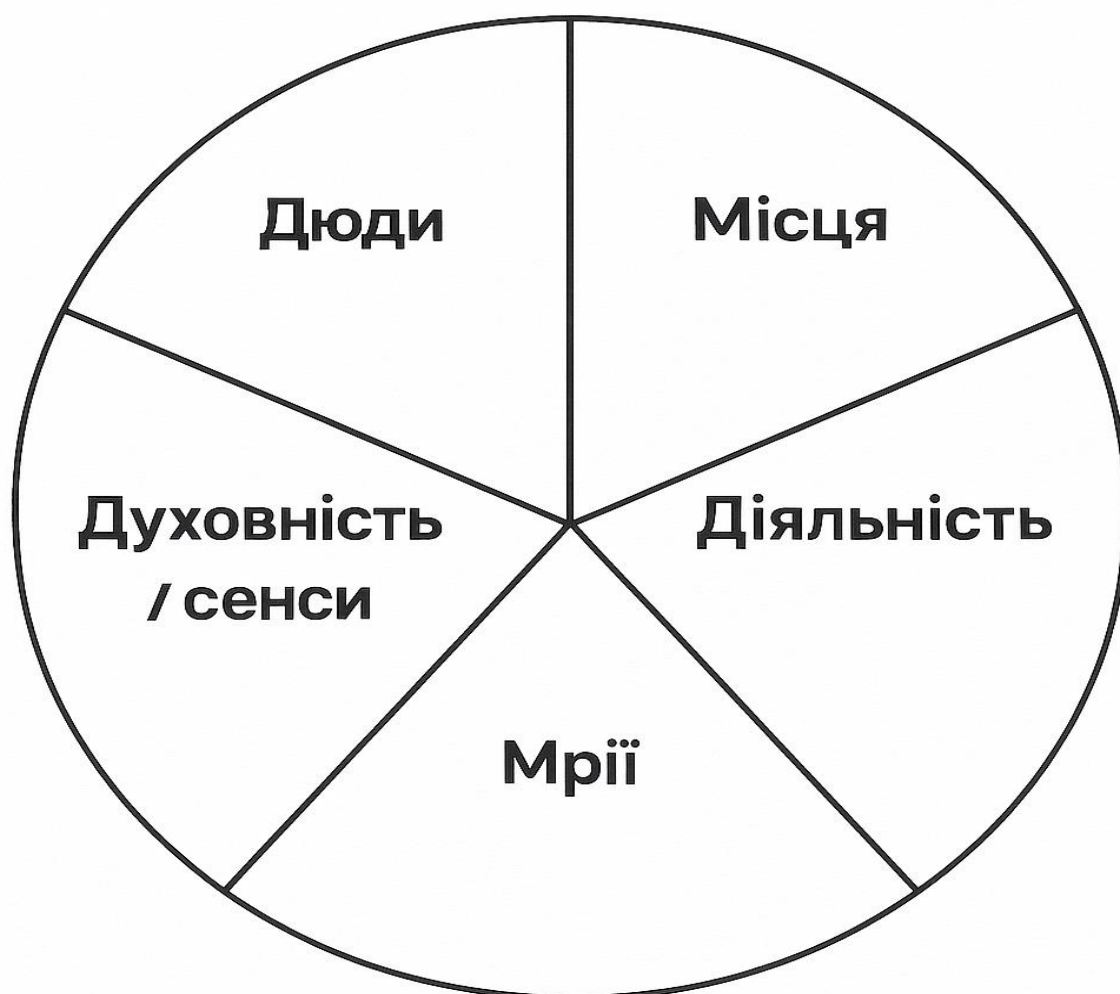 Дюди
Місця
Духовність
/ сенси
Діяльність
Мрії